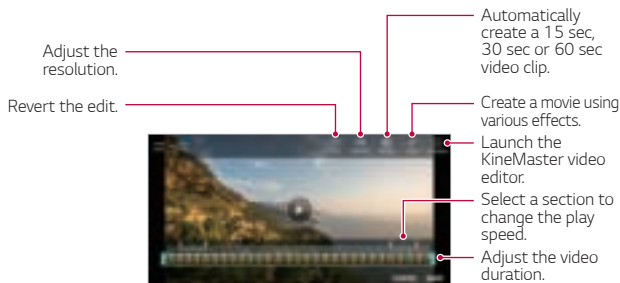 Adjust the
resolution.
Revert the edit.
Automatically
create a 15 sec,
30 sec or 60 sec
video clip.
Create a movie using
various effects.
Launch the
KineMaster video
editor.
Select a section to
change the play
speed.
Adjust the video
duration.